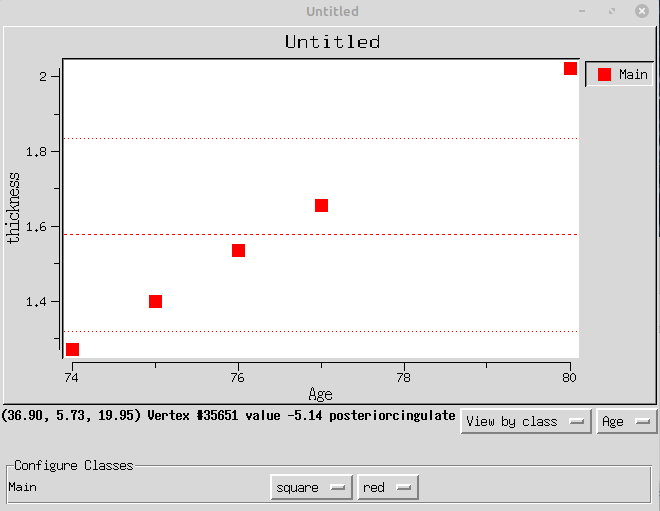 Untitled
Untitled
Main
2
1.8
1.6
1.4
thickness
74
76
78
80
Age
(36.90, 5.73, 19.95) Vertex #35651 value -5.14 posteriorcingulate
View by class
Age
Configure Classes
Main
square
red